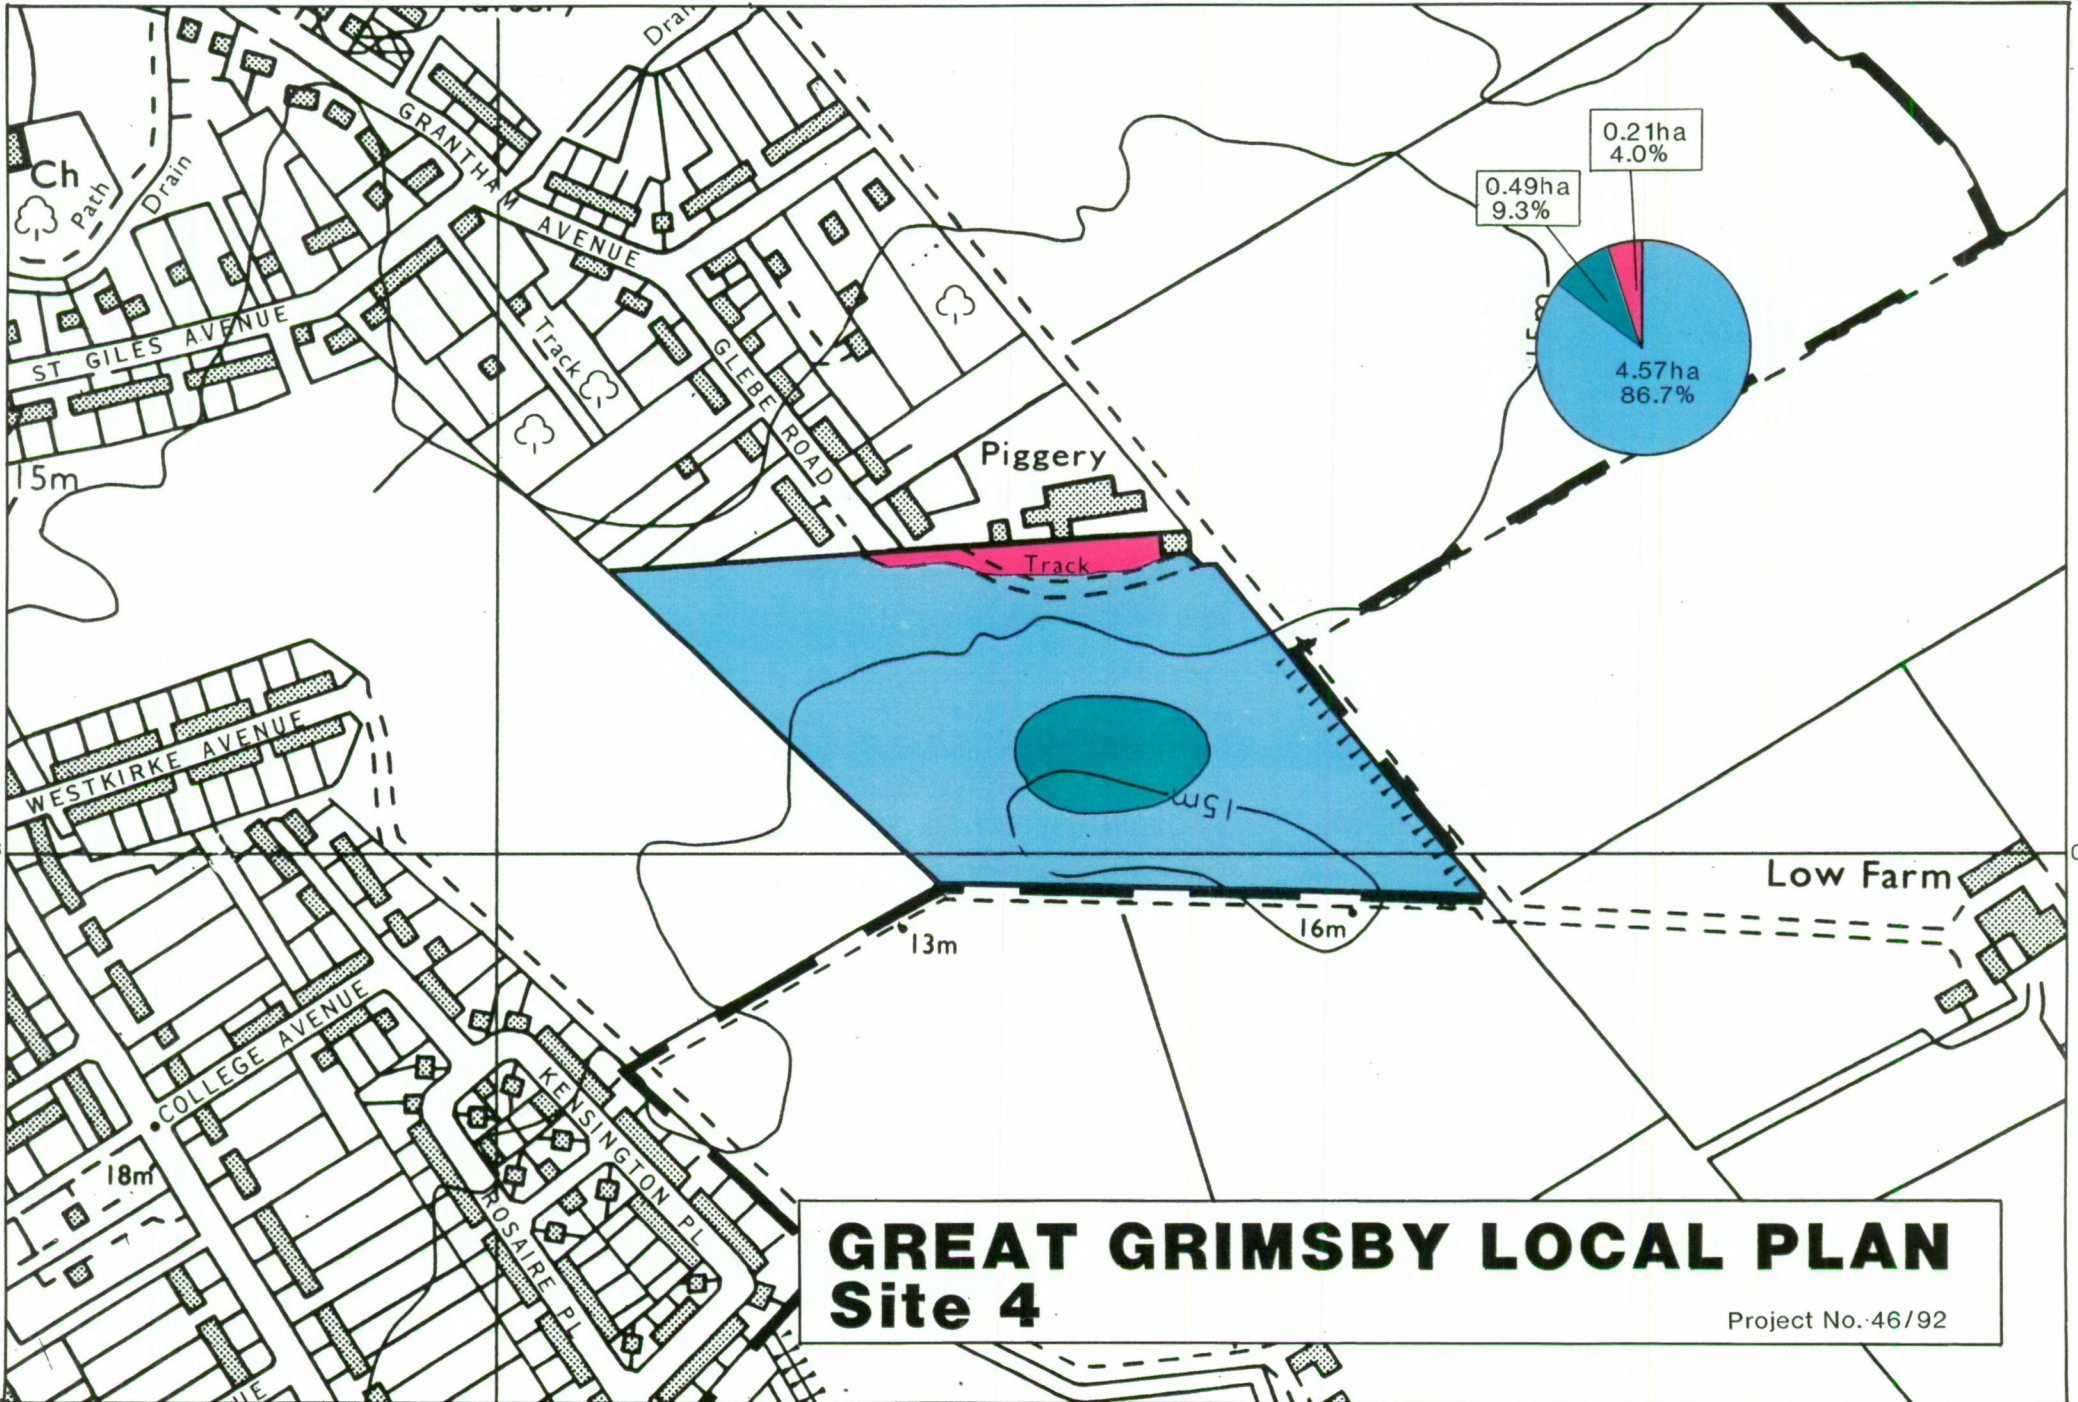 Drain
GRANTHAM AVENUE
Ch
Path
Drain
0.21ha
4.0%
0.49ha
9.3%
4.57ha
86.7%
15m
ST GILES AVENUE
Track
GLEBE ROAD
Piggery
15m
Track
WESTKIRKE AVENUE
15m
Low Farm
16m
13m
COLLEGE AVENUE
KENSINGTON PL
18m
ROSAIRE PL
GREAT GRIMSBY LOCAL PLAN
Site 4
Project No. 46/92